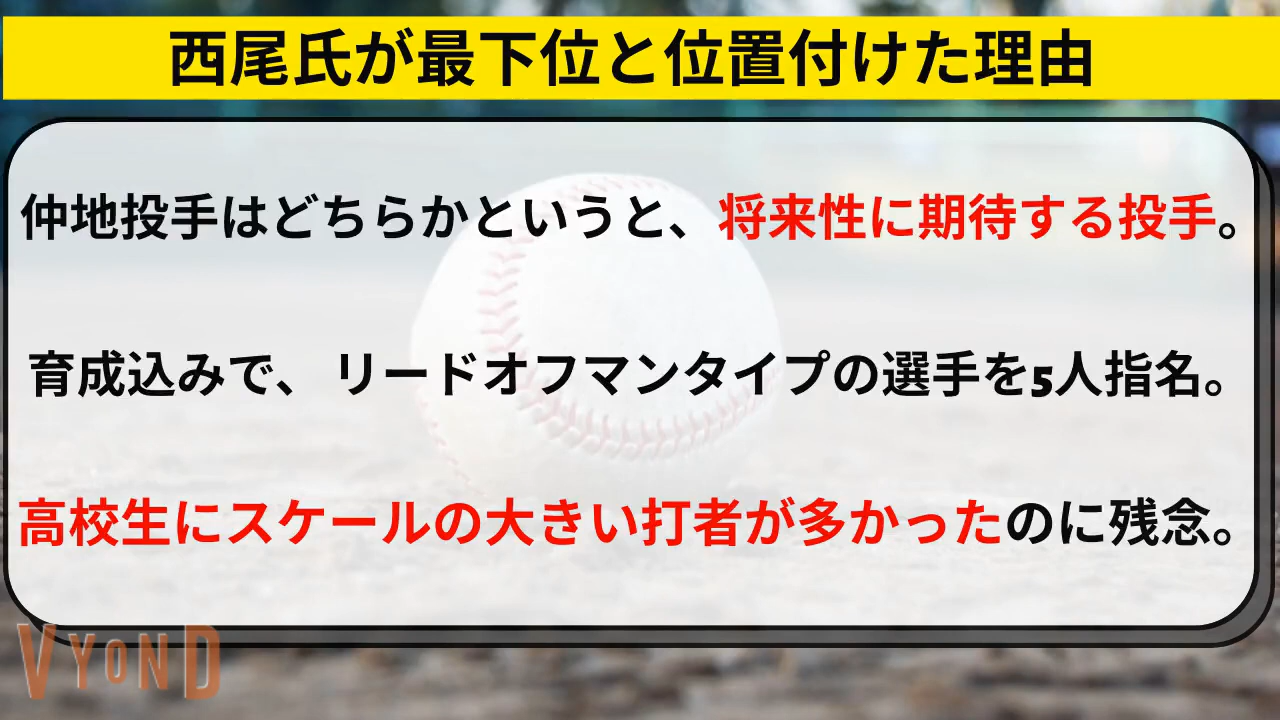 西尾氏が最下位と位置付けた理由
仲地投手はどちらかというと、将来性に期待する投手。
育成込みで、リードオフマンタイプの選手を5人指名。
高校生にスケールの大きい打者が多かったのに残念。
VYOND